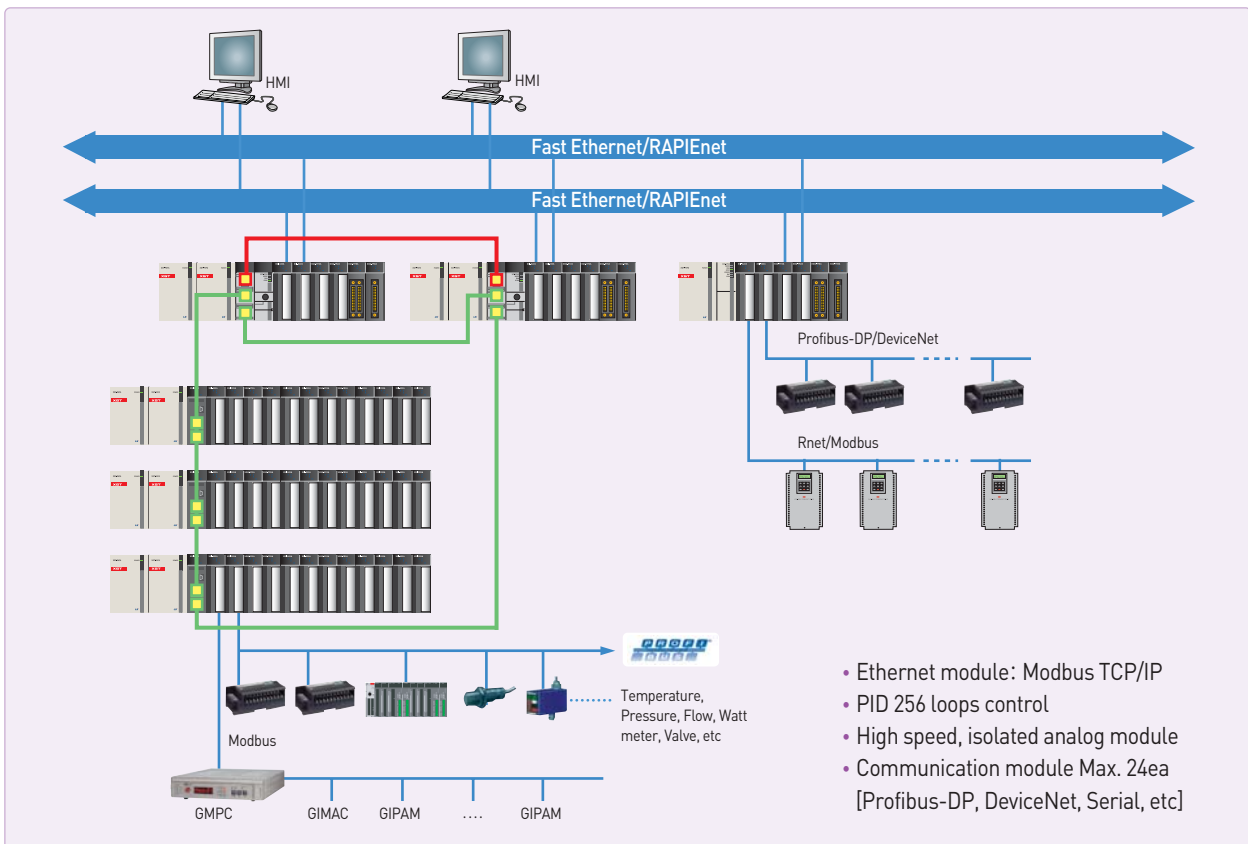 HMI
HMI
Fast Ethernet/RAPIEnet
Fast Ethernet/RAPIEnet
Profibus-DP/DeviceNet
Rnet/Modbus
PROFI
BUS
Temperature,
Pressure, Flow, Watt
meter, Valve, etc
Modbus
GMPC
GIMAC
GIPAM
....
GIPAM
• Ethernet module: Modbus TCP/IP
• PID 256 loops control
• High speed, isolated analog module
• Communication module Max. 24ea
[Profibus-DP, DeviceNet, Serial, etc]